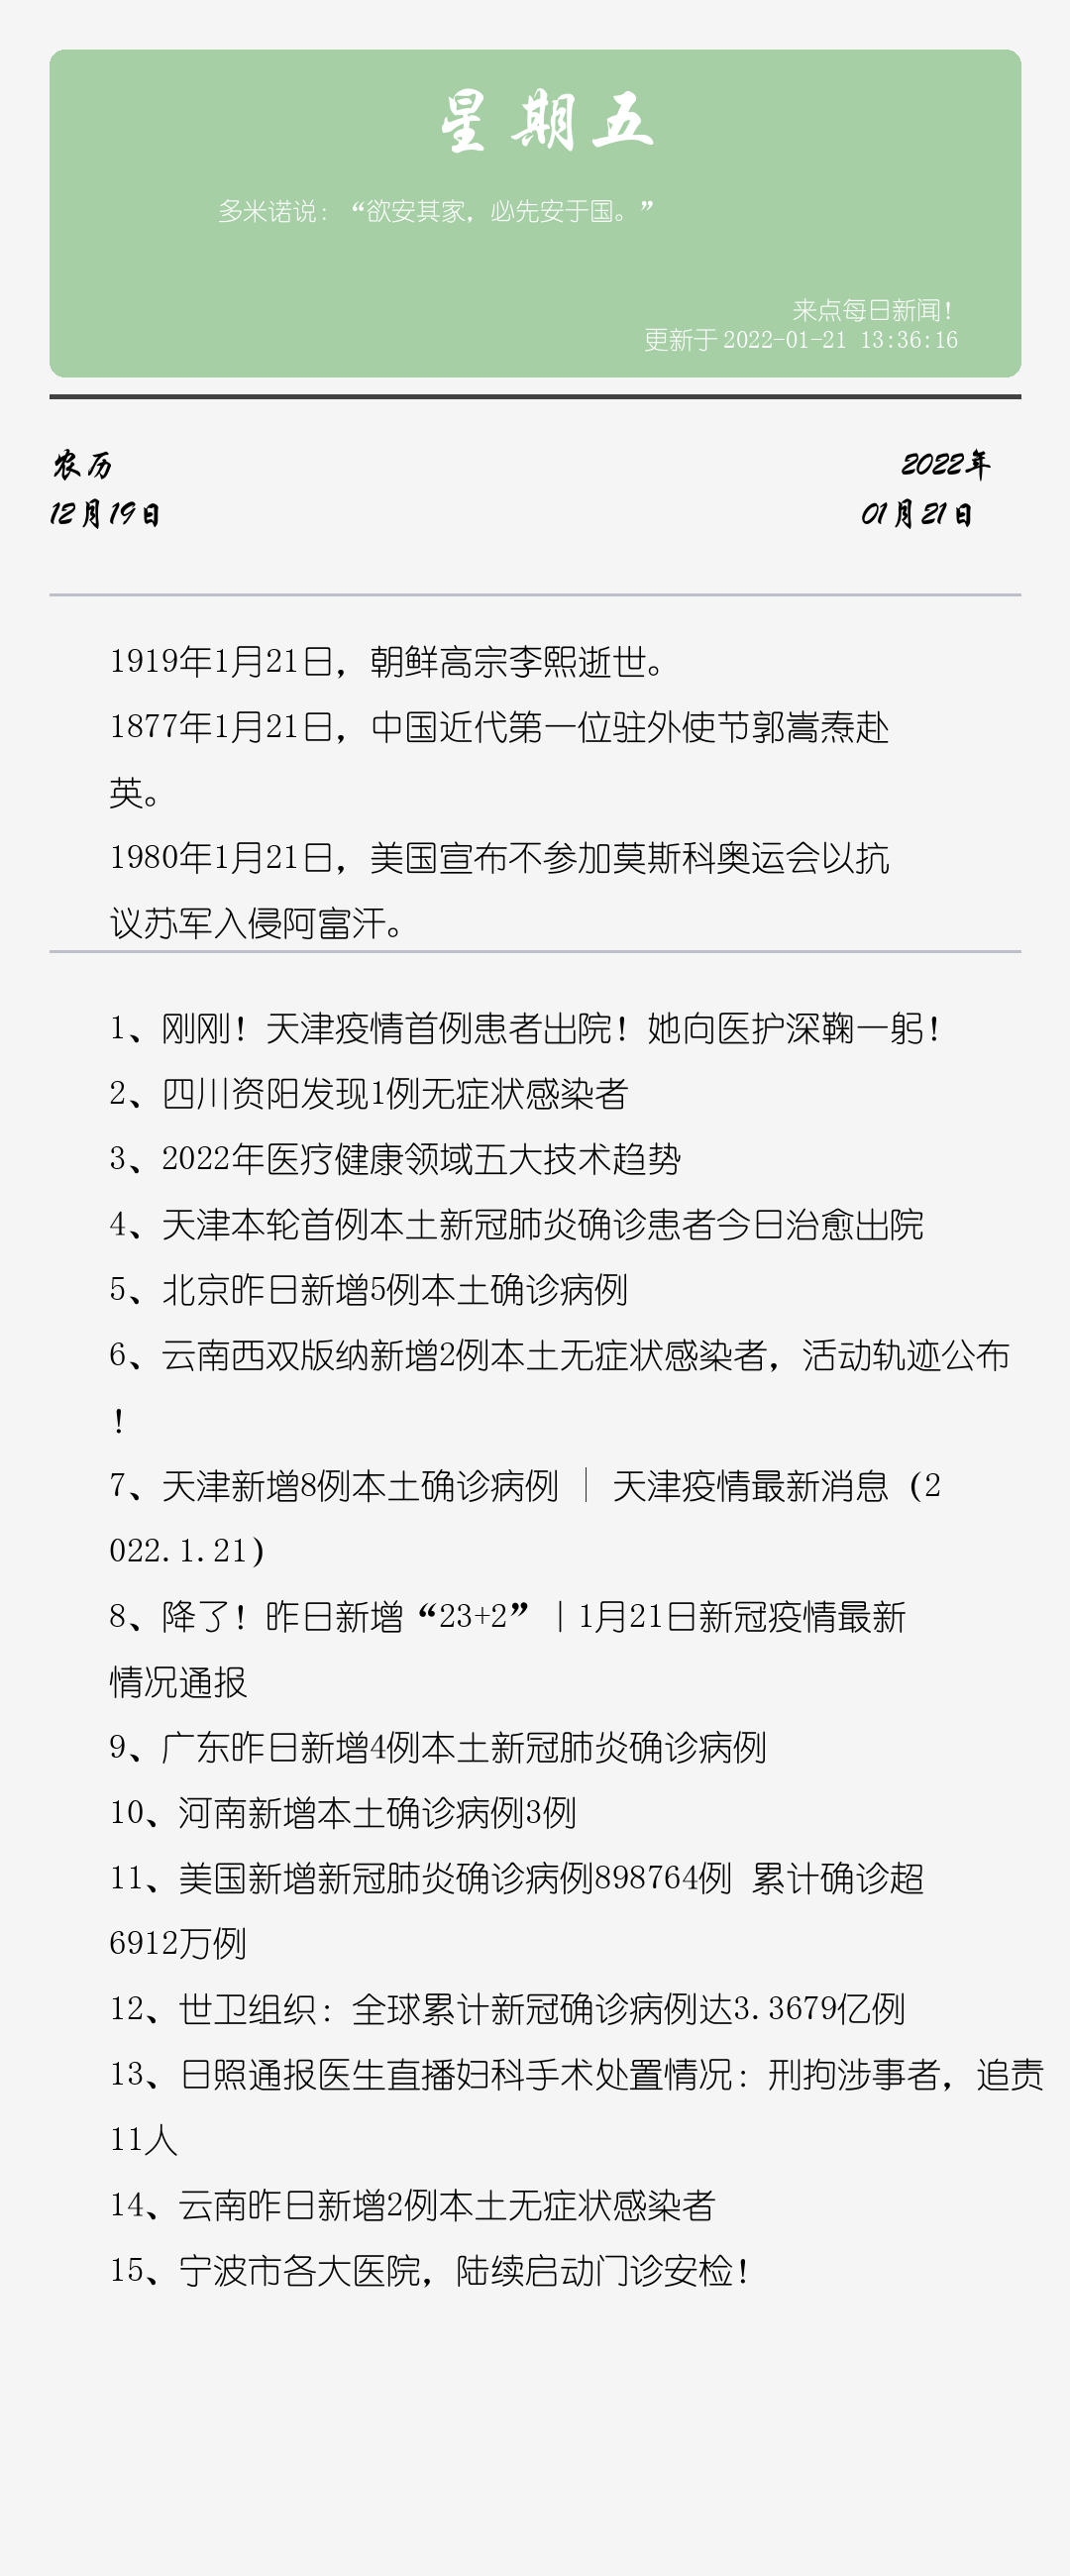 星期五
多米诺说：“欲安其家，必先安于国。”
来点每日新闻！
更新于 2022-01-21 13:36:16
农历
12月19日
2022年
01月21日
1919年1月21日，朝鲜高宗李熙逝世。
1877年1月21日，中国近代第一位驻外使节郭嵩焘赴
英。
1980年1月21日，美国宣布不参加莫斯科奥运会以抗
议苏军入侵阿富汗。
1、刚刚！天津疫情首例患者出院！她向医护深鞠一躬！
2、四川资阳发现1例无症状感染者
3、2022年医疗健康领域五大技术趋势
4、天津本轮首例本土新冠肺炎确诊患者今日治愈出院
5、北京昨日新增5例本土确诊病例
6、云南西双版纳新增2例本土无症状感染者，活动轨迹公布
！
7、天津新增8例本土确诊病例 │ 天津疫情最新消息（2
022.1.21）
8、降了！昨日新增“23+2”｜1月21日新冠疫情最新
情况通报
9、广东昨日新增4例本土新冠肺炎确诊病例
10、河南新增本土确诊病例3例
11、美国新增新冠肺炎确诊病例898764例 累计确诊超
6912万例
12、世卫组织：全球累计新冠确诊病例达3.3679亿例
13、日照通报医生直播妇科手术处置情况：刑拘涉事者，追责
11人
14、云南昨日新增2例本土无症状感染者
15、宁波市各大医院，陆续启动门诊安检！